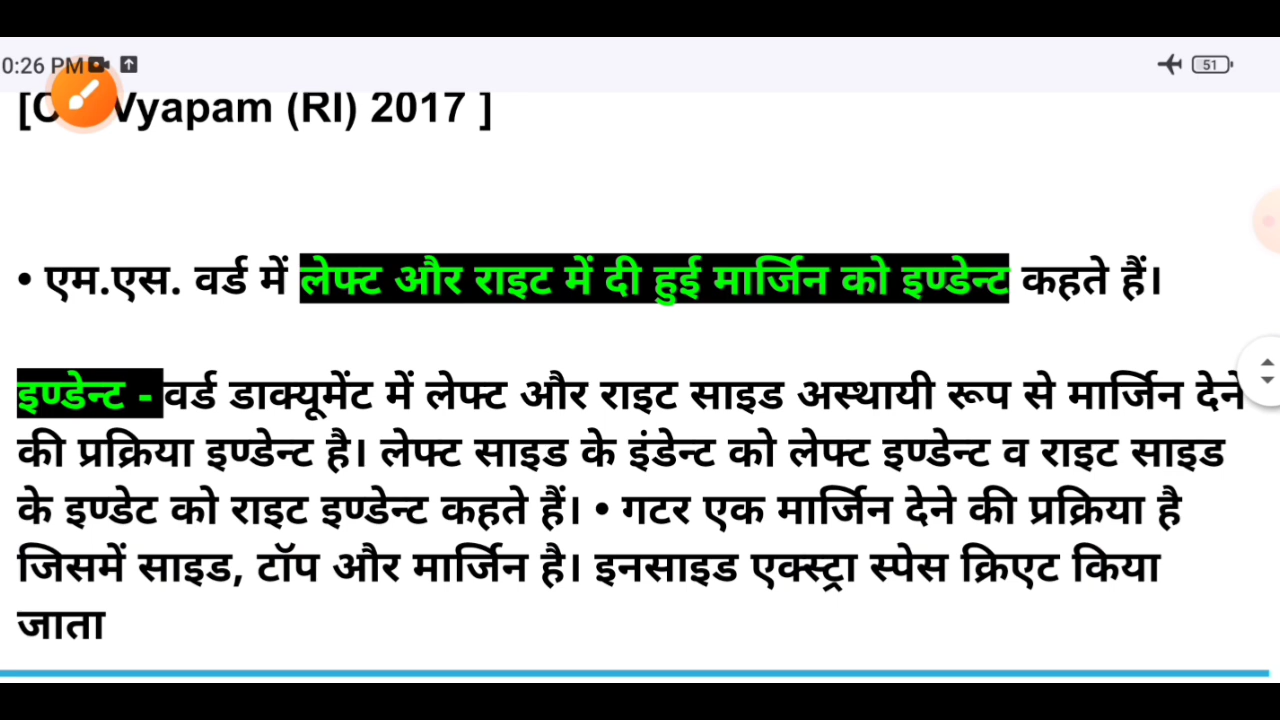 0:26 PM 51
Vyapam (RI) 2017 ]
• एम.एस. वर्ड में लेफ्ट और राइट में दी हुई मार्जिन को इण्डेन्ट कहते हैं।
इण्डेन्ट - वर्ड डाक्यूमेंट में लेफ्ट और राइट साइड अस्थायी रूप से मार्जिन देने
की प्रक्रिया इण्डेन्ट है। लेफ्ट साइड के इंडेन्ट को लेफ्ट इण्डेन्ट व राइट साइड
के इण्डेट को राइट इण्डेन्ट कहते हैं। • गटर एक मार्जिन देने की प्रक्रिया है
जिसमें साइड, टॉप और मार्जिन है। इनसाइड एक्स्ट्रा स्पेस क्रिएट किया
जाता